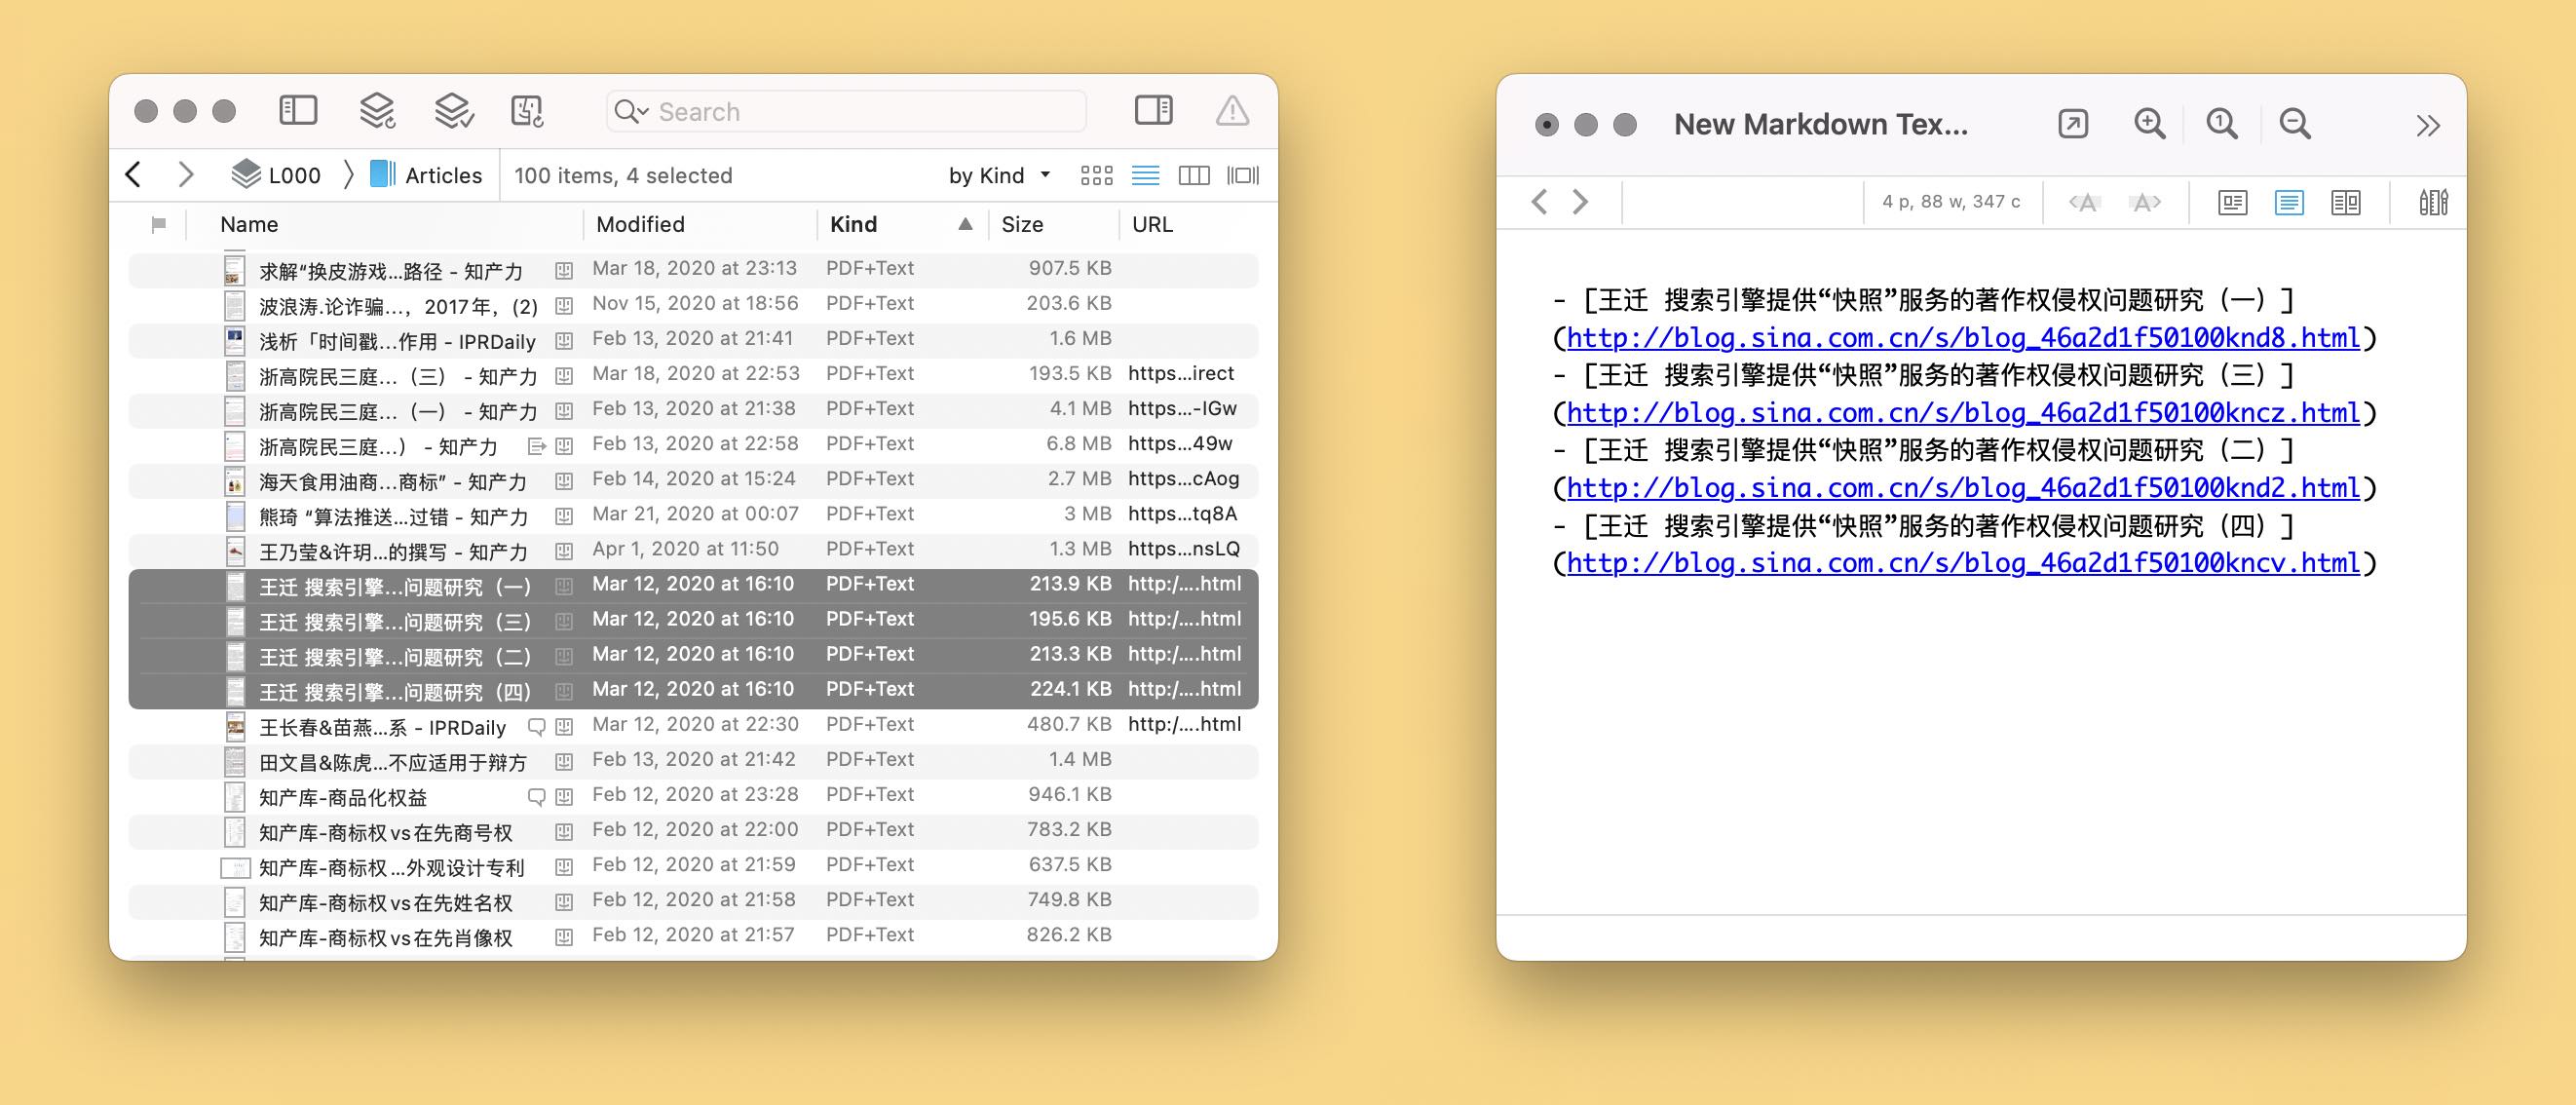 Search
L000 Articles 100 items, 4 selected by Kind
Name Modified Kind Size URL
求解“换皮游戏…路径 - 知产力 Mar 18, 2020 at 23:13 PDF+Text 907.5 KB
波浪涛.论诈骗…，2017年，(2) Nov 15, 2020 at 18:56 PDF+Text 203.6 KB
浅析「时间戳…作用 - IPRDaily Feb 13, 2020 at 21:41 PDF+Text 1.6 MB
浙高院民三庭…（三） - 知产力 Mar 18, 2020 at 22:53 PDF+Text 193.5 KB https...irect
浙高院民三庭…（一） - 知产力 Feb 13, 2020 at 21:38 PDF+Text 4.1 MB https...-IGw
浙高院民三庭…） - 知产力 Feb 13, 2020 at 22:58 PDF+Text 6.8 MB https...49w
海天食用油商…商标” - 知产力 Feb 14, 2020 at 15:24 PDF+Text 2.7 MB https...cAog
熊琦 “算法推送…过错 - 知产力 Mar 21, 2020 at 00:07 PDF+Text 3 MB https...tq8A
王乃莹&许玥…的撰写 - 知产力 Apr 1, 2020 at 11:50 PDF+Text 1.3 MB https...nsLQ
王迁 搜索引擎…问题研究（一） Mar 12, 2020 at 16:10 PDF+Text 213.9 KB http:/....html
王迁 搜索引擎…问题研究（三） Mar 12, 2020 at 16:10 PDF+Text 195.6 KB http:/....html
王迁 搜索引擎…问题研究（二） Mar 12, 2020 at 16:10 PDF+Text 213.3 KB http:/....html
王迁 搜索引擎…问题研究（四） Mar 12, 2020 at 16:10 PDF+Text 224.1 KB http:/....html
王长春&苗燕…系 - IPRDaily Mar 12, 2020 at 22:30 PDF+Text 480.7 KB http:/....html
田文昌&陈虎…不应适用于辩方 Feb 13, 2020 at 21:42 PDF+Text 1.4 MB
知产库-商品化权益 Feb 12, 2020 at 23:28 PDF+Text 946.1 KB
知产库-商标权vs在先商号权 Feb 12, 2020 at 22:00 PDF+Text 783.2 KB
知产库-商标权…外观设计专利 Feb 12, 2020 at 21:59 PDF+Text 637.5 KB
知产库-商标权vs在先姓名权 Feb 12, 2020 at 21:58 PDF+Text 749.8 KB
知产库-商标权vs在先肖像权 Feb 12, 2020 at 21:57 PDF+Text 826.2 KB
New Markdown Tex...
4 p, 88 w, 347 c
- [王迁 搜索引擎提供“快照”服务的著作权侵权问题研究（一）]
(http://blog.sina.com.cn/s/blog_46a2d1f50100knd8.html)
- [王迁 搜索引擎提供“快照”服务的著作权侵权问题研究（三）]
(http://blog.sina.com.cn/s/blog_46a2d1f50100kncz.html)
- [王迁 搜索引擎提供“快照”服务的著作权侵权问题研究（二）]
(http://blog.sina.com.cn/s/blog_46a2d1f50100knd2.html)
- [王迁 搜索引擎提供“快照”服务的著作权侵权问题研究（四）]
(http://blog.sina.com.cn/s/blog_46a2d1f50100kncv.html)